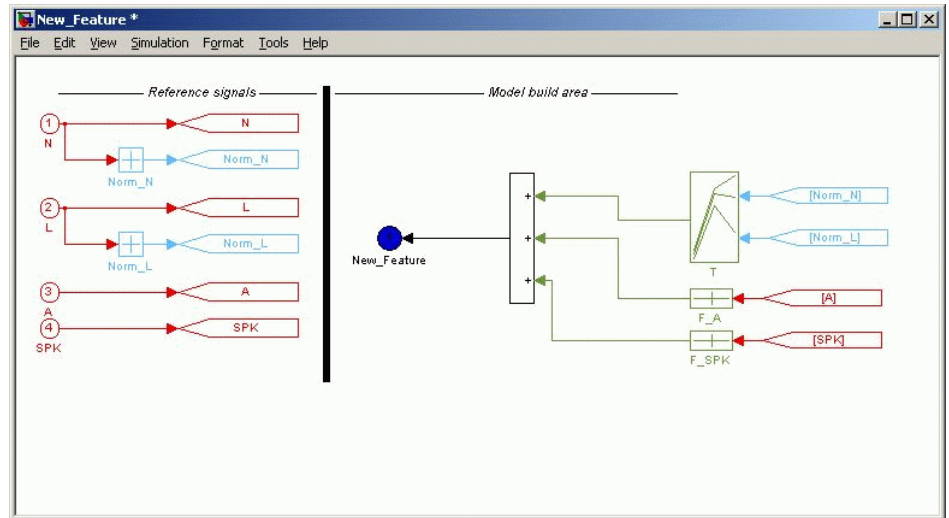 New_Feature *
File Edit View Simulation Format Tools Help
Reference signals
Model build area
1
N
N
Norm_N
Norm_N
2
L
L
Norm_L
Norm_L
3
A
A
4
SPK
SPK
New_Feature
+
+
+
T
[Norm_N]
[Norm_L]
[A]
F_A
[SPK]
F_SPK